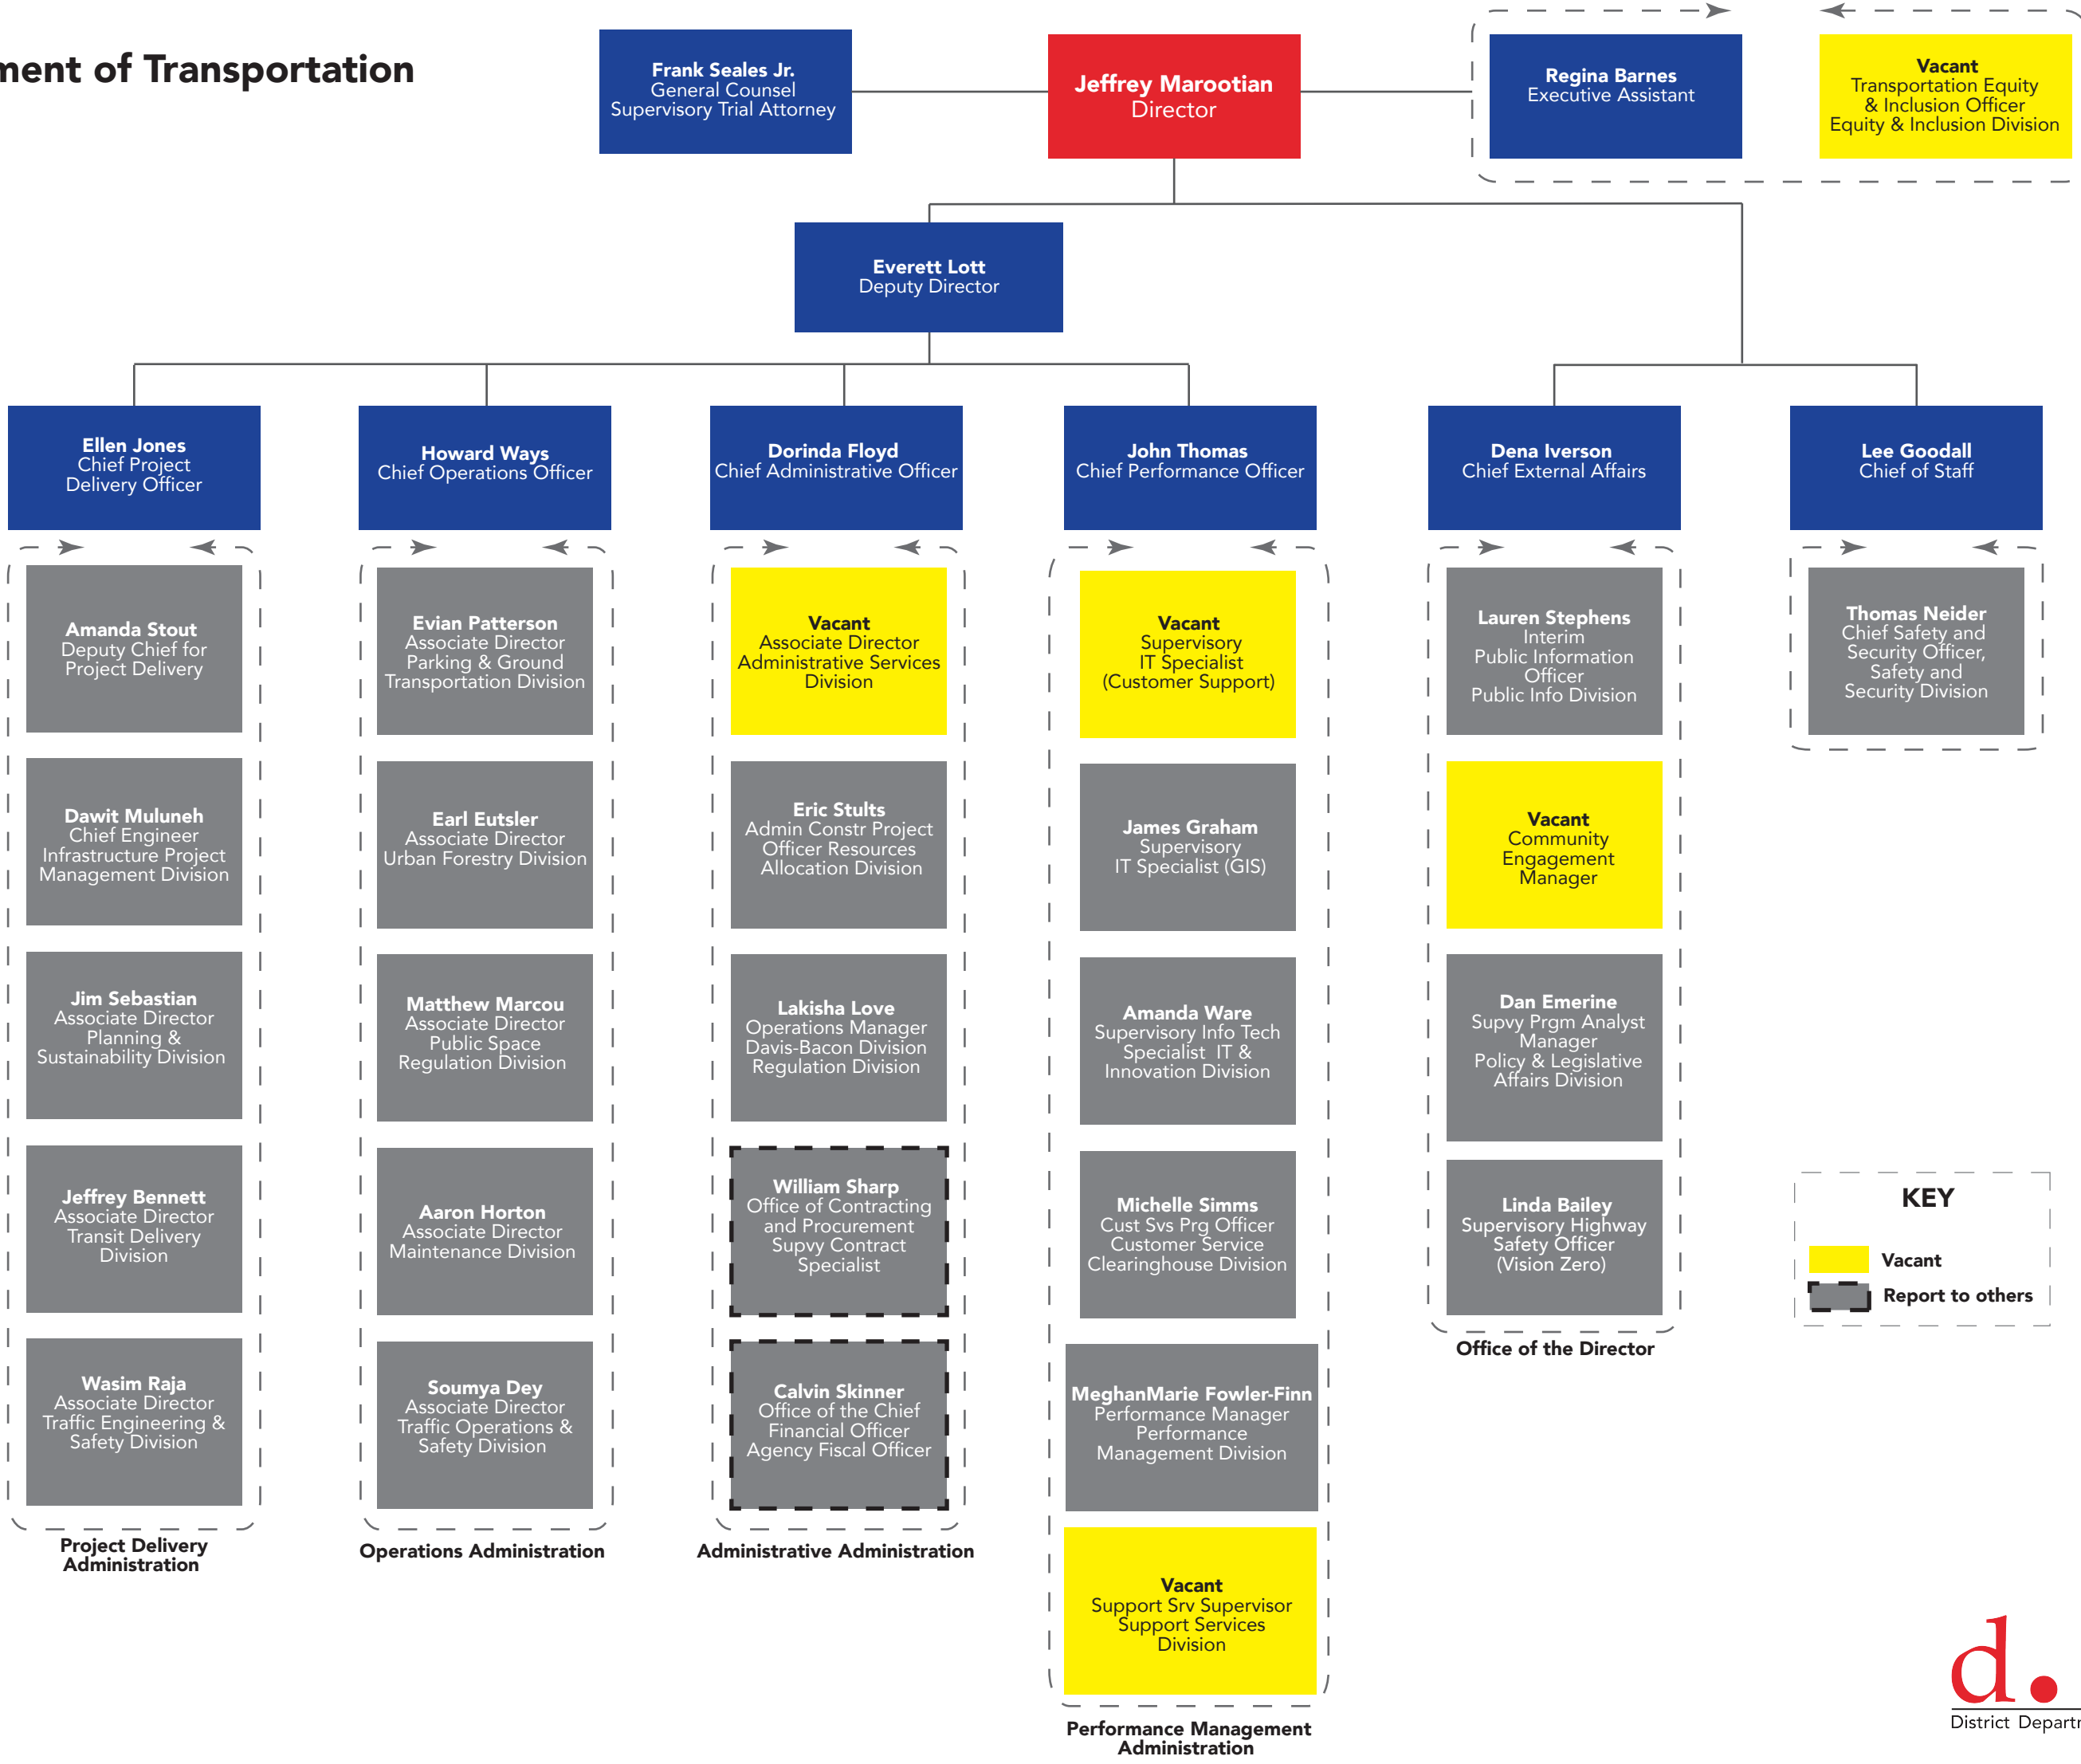 ment of Transportation
Frank Seales Jr.
General Counsel
Supervisory Trial Attorney
Jeffrey Marootian
Director
Regina Barnes
Executive Assistant
Vacant
Transportation Equity
& Inclusion Officer
Equity & Inclusion Division
Everett Lott
Deputy Director
Ellen Jones
Chief Project
Delivery Officer
Howard Ways
Chief Operations Officer
Dorinda Floyd
Chief Administrative Officer
John Thomas
Chief Performance Officer
Dena Iverson
Chief External Affairs
Lee Goodall
Chief of Staff
Amanda Stout
Deputy Chief for
Project Delivery
Dawit Muluneh
Chief Engineer
Infrastructure Project
Management Division
Jim Sebastian
Associate Director
Planning &
Sustainability Division
Jeffrey Bennett
Associate Director
Transit Delivery
Division
Wasim Raja
Associate Director
Traffic Engineering &
Safety Division
Project Delivery
Administration
Evian Patterson
Associate Director
Parking & Ground
Transportation Division
Earl Eutsler
Associate Director
Urban Forestry Division
Matthew Marcou
Associate Director
Public Space
Regulation Division
Aaron Horton
Associate Director
Maintenance Division
Soumya Dey
Associate Director
Traffic Operations &
Safety Division
Operations Administration
Vacant
Associate Director
Administrative Services
Division
Eric Stults
Admin Constr Project
Officer Resources
Allocation Division
Lakisha Love
Operations Manager
Davis-Bacon Division
Regulation Division
William Sharp
Office of Contracting
and Procurement
Supvy Contract
Specialist
Calvin Skinner
Office of the Chief
Financial Officer
Agency Fiscal Officer
Administrative Administration
Vacant
Supervisory
IT Specialist
(Customer Support)
James Graham
Supervisory
IT Specialist (GIS)
Amanda Ware
Supervisory Info Tech
Specialist IT &
Innovation Division
Michelle Simms
Cust Svs Prg Officer
Customer Service
Clearinghouse Division
MeghanMarie Fowler-Finn
Performance Manager
Performance
Management Division
Vacant
Support Srv Supervisor
Support Services
Division
Performance Management
Administration
Lauren Stephens
Interim
Public Information
Officer
Public Info Division
Vacant
Community
Engagement
Manager
Dan Emerine
Supvy Prgm Analyst
Manager
Policy & Legislative
Affairs Division
Linda Bailey
Supervisory Highway
Safety Officer
(Vision Zero)
Office of the Director
Thomas Neider
Chief Safety and
Security Officer,
Safety and
Security Division
KEY
Vacant
Report to others
d.
District Departm